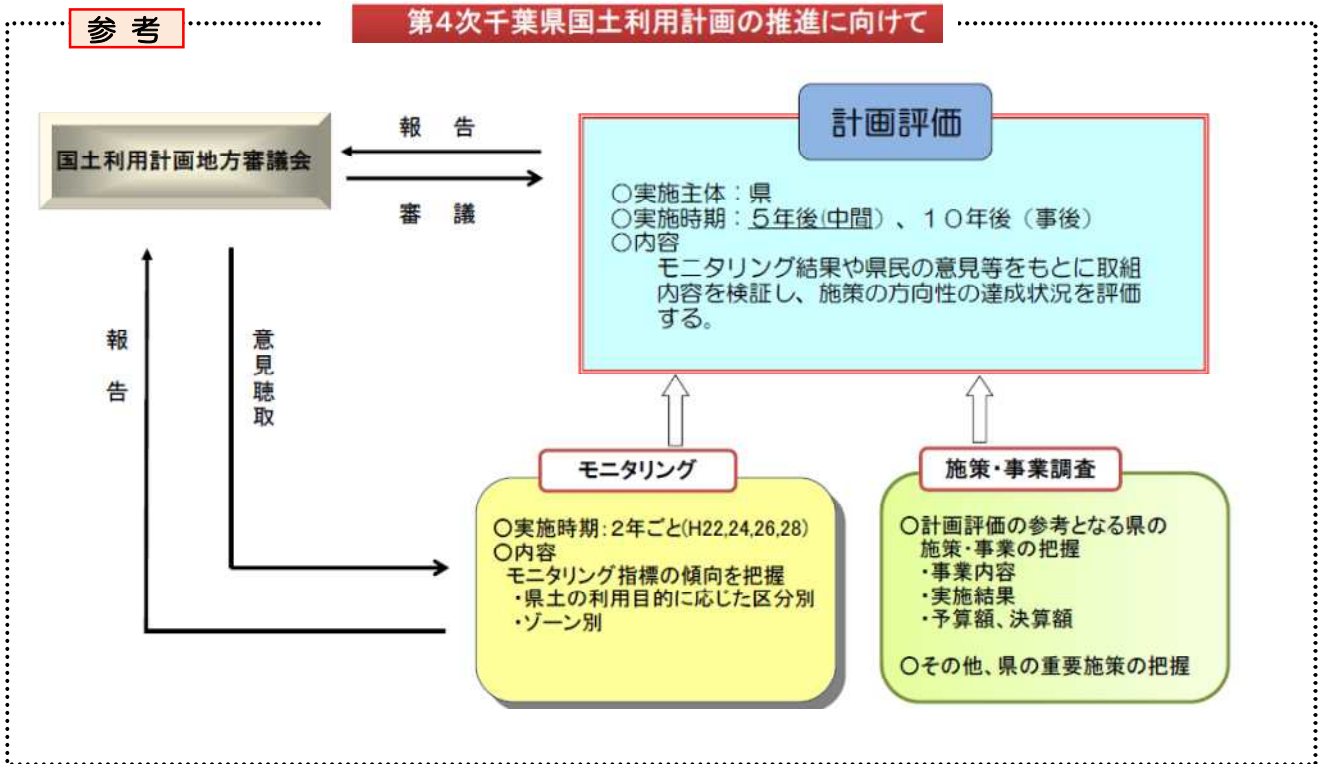 参 考
第4次千葉県国土利用計画の推進に向けて
国土利用計画地方審議会
報 告
審 議
計画評価
○実施主体：県
○実施時期：5年後(中間）、10年後（事後）
○内容
モニタリング結果や県民の意見等をもとに取組
内容を検証し、施策の方向性の達成状況を評価
する。
報 告
意見聴取
モニタリング
○実施時期：2年ごと(H22,24,26,28)
○内容
モニタリング指標の傾向を把握
・県土の利用目的に応じた区分別
・ゾーン別
施策・事業調査
○計画評価の参考となる県の
施策・事業の把握
・事業内容
・実施結果
・予算額、決算額
○その他、県の重要施策の把握